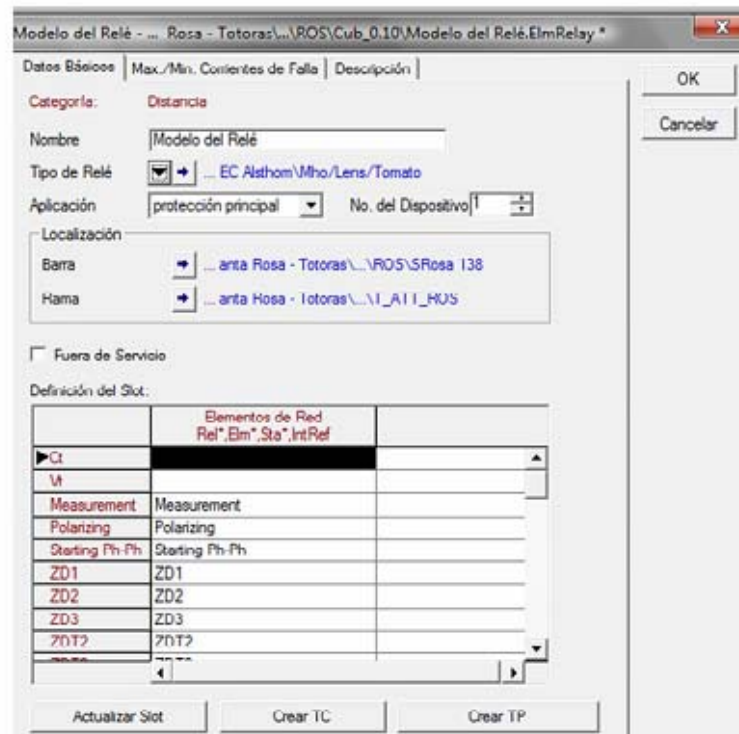 Modelo del Relé - ... Rosa - Totoras\...\ROS\Cub_0.10\Modelo del Relé.ElmRelay *
Datos Básicos Max./Min. Corrientes de Falla Descripción
OK
Cancelar
Categoría: Distancia
Nombre Modelo del Relé
Tipo de Relé ... EC Alsthom\Mho/Lens/Tomato
Aplicación protección principal No. del Dispositivo 1
Localización
Barra ... anta Rosa - Totoras\...\ROS\SRosa 138
Rama ... anta Rosa - Totoras\...\T_ATT_ROS
Fuera de Servicio
Definición del Slot:
Elementos de Red
Rel*,Elm*,Sta*,IntRef
Ct
Vt
Measurement Measurement
Polarizing Polarizing
Starting Ph-Ph Starting Ph-Ph
ZD1 ZD1
ZD2 ZD2
ZD3 ZD3
ZDT2 ZDT2
Actualizar Slot Crear TC Crear TP